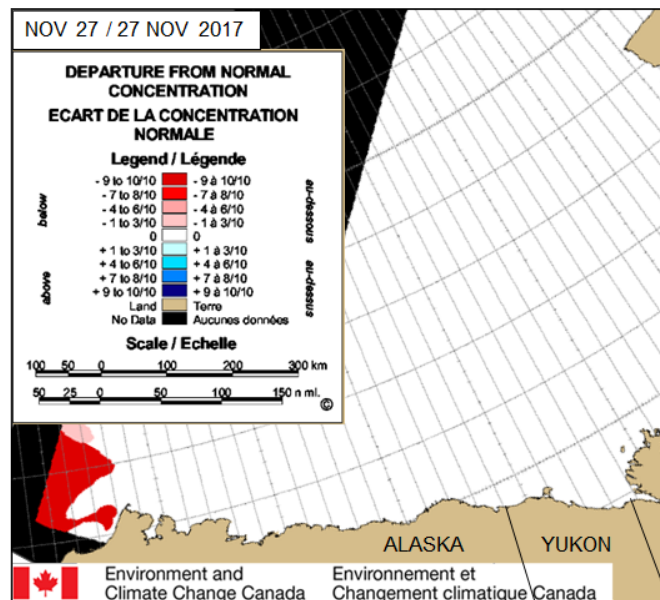 NOV 27 / 27 NOV 2017
DEPARTURE FROM NORMAL
CONCENTRATION
ECART DE LA CONCENTRATION
NORMALE
Legend / Légende
below
above
- 9 to 10/10 - 9 à 10/10
- 7 to 8/10 - 7 à 8/10
- 4 to 6/10 - 4 à 6/10
- 1 to 3/10 - 1 à 3/10
0 0
+ 1 to 3/10 + 1 à 3/10
+ 4 to 6/10 + 4 à 6/10
+ 7 to 8/10 + 7 à 8/10
+ 9 to 10/10 + 9 à 10/10
Land Terre
No Data Aucunes données
au-dessous
au-dessus
Scale / Echelle
100 50 0 100 200 300 km
50 25 0 50 100 150 n mi.
©
ALASKA YUKON
Environment and Environnement et
Climate Change Canada Changement climatique Canada